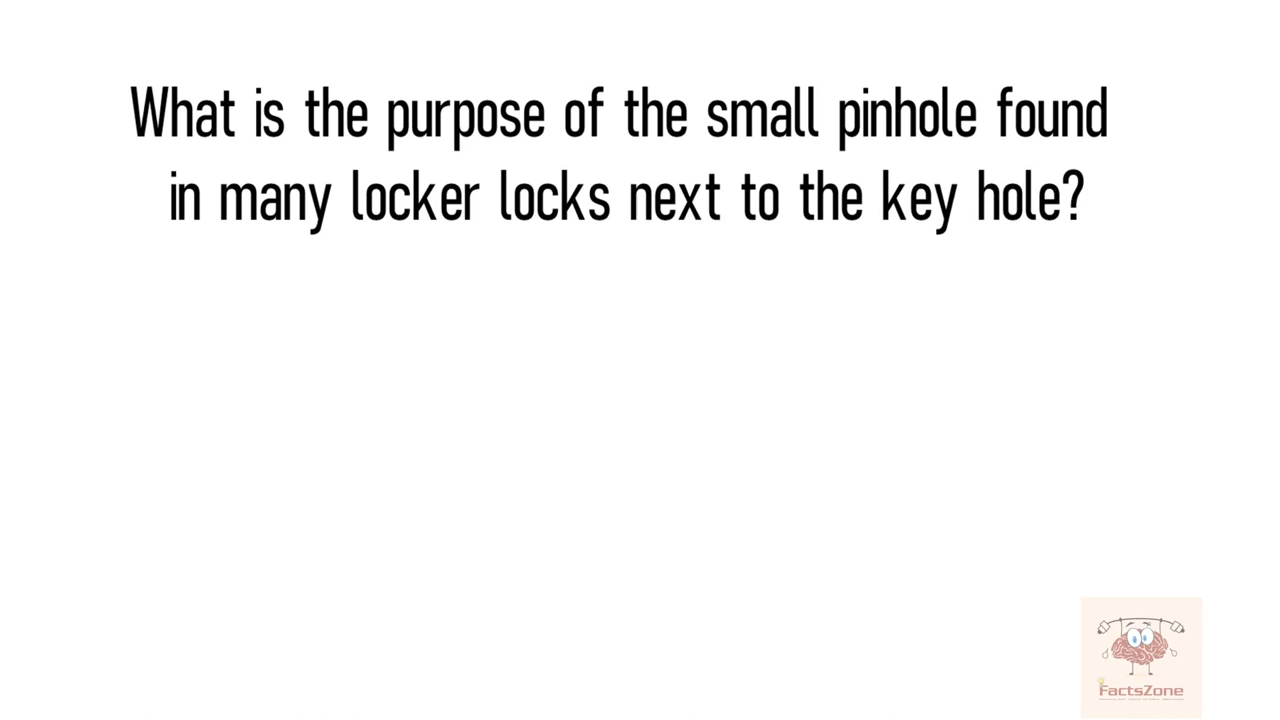 What is the purpose of the small pinhole found
in many locker locks next to the key hole?
FactsZone